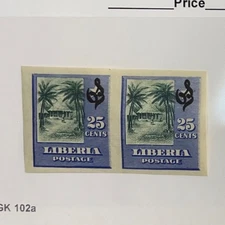 Price
25
CENTS
LIBERIA
POSTAGE
25
CENTS
LIBERIA
POSTAGE
GK 102a